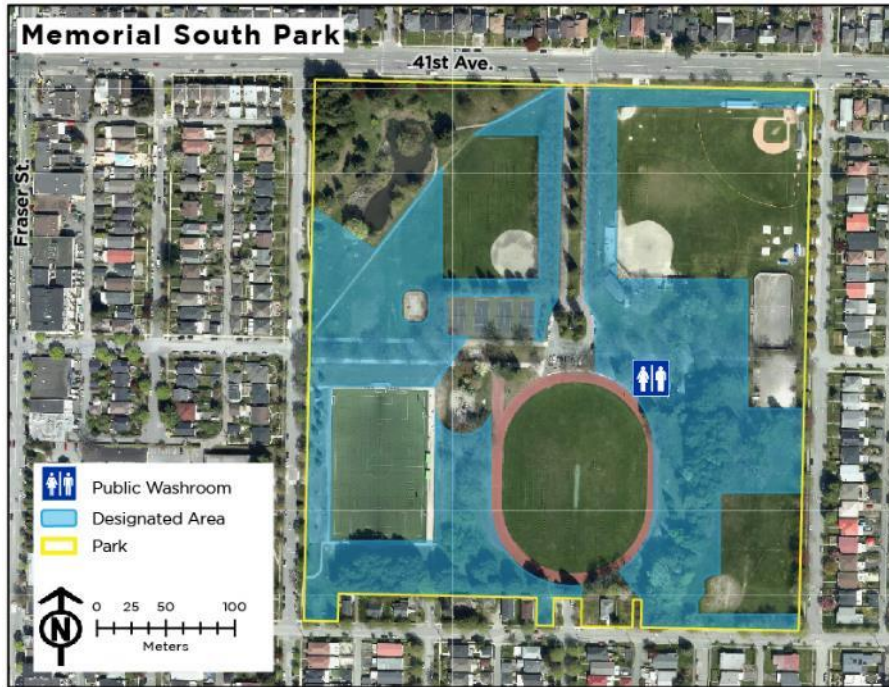 Memorial South Park
41st Ave.
Fraser St.
Public Washroom
Designated Area
Park
N
0 25 50 100
Meters